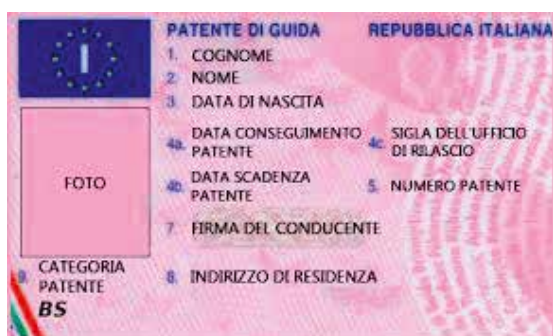 I
PATENTE DI GUIDA REPUBBLICA ITALIANA
1. COGNOME
2. NOME
3. DATA DI NASCITA
4a. DATA CONSEGUIMENTO PATENTE
4c. SIGLA DELL'UFFICIO DI RILASCIO
4b. DATA SCADENZA PATENTE
5. NUMERO PATENTE
7. FIRMA DEL CONDUCENTE
FOTO
9. CATEGORIA PATENTE
BS
8. INDIRIZZO DI RESIDENZA